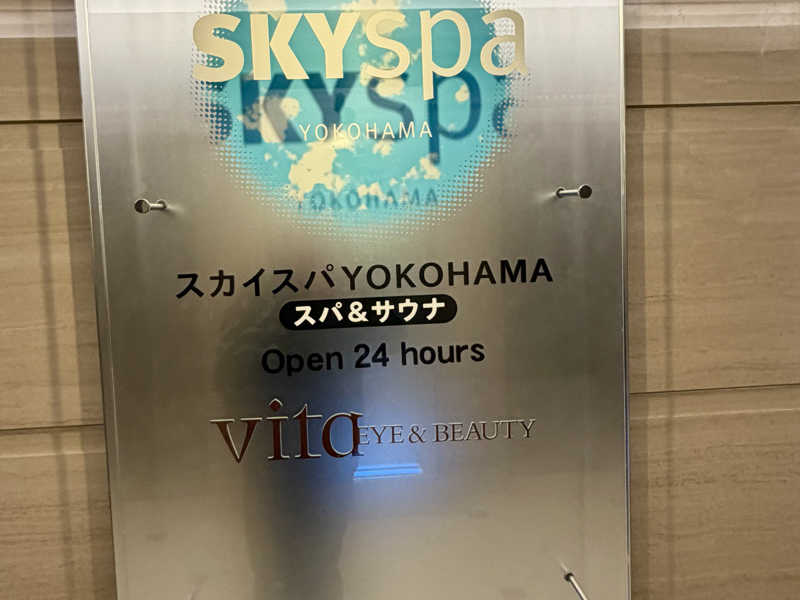 SKYspa
YOKOHAMA
スカイスパYOKOHAMA
スパ&サウナ
Open 24 hours
vita EYE & BEAUTY